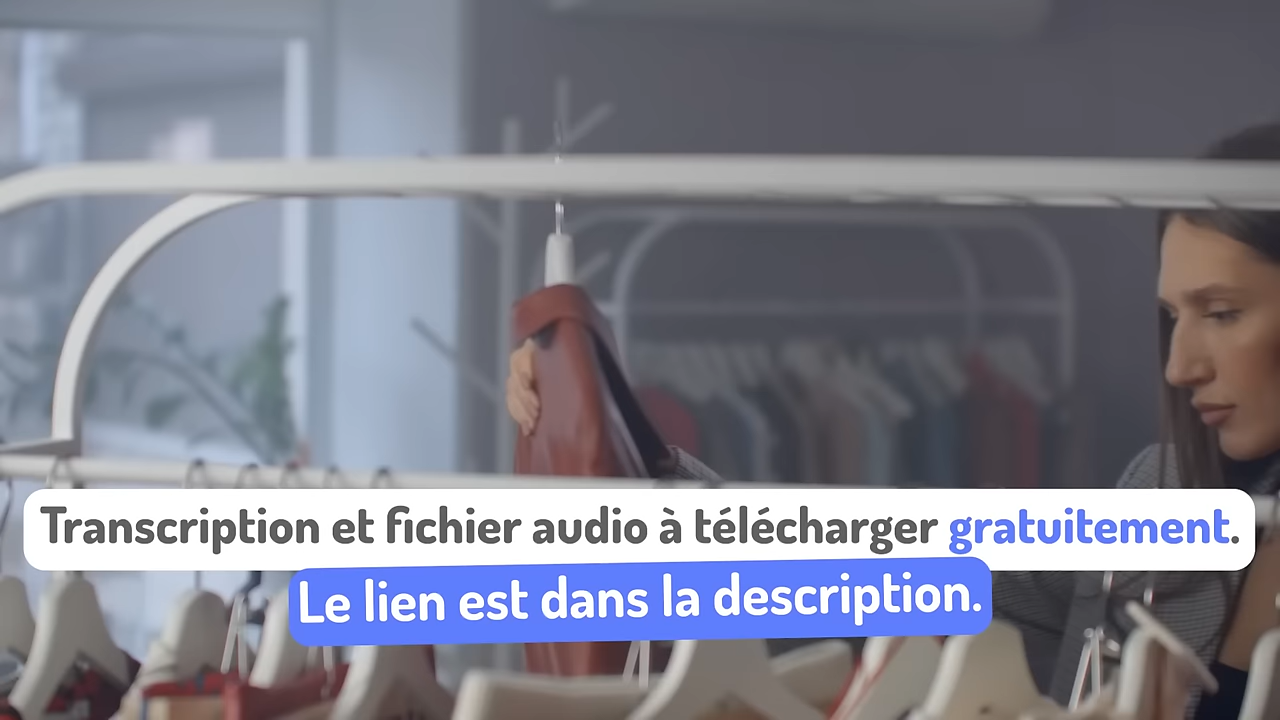 Transcription et fichier audio à télécharger gratuitement.
Le lien est dans la description.